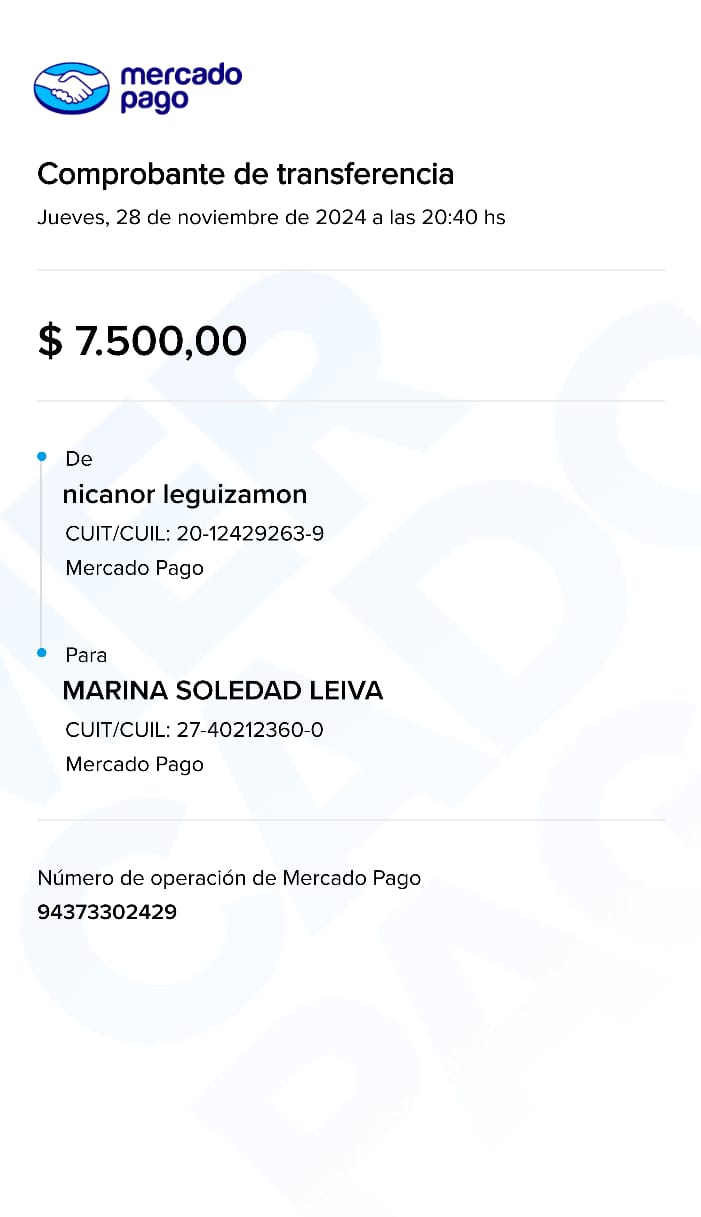 mercado
pago
Comprobante de transferencia
Jueves, 28 de noviembre de 2024 a las 20:40 hs
$ 7.500,00
De
nicanor leguizamon
CUIT/CUIL: 20-12429263-9
Mercado Pago
Para
MARINA SOLEDAD LEIVA
CUIT/CUIL: 27-40212360-0
Mercado Pago
Número de operación de Mercado Pago
94373302429